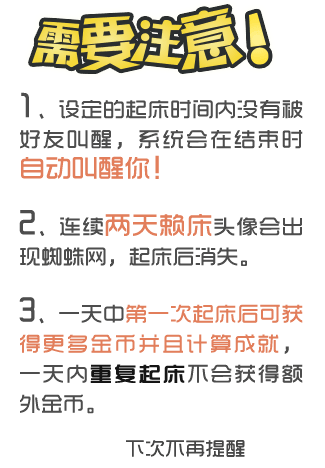 需要注意！
1、设定的起床时间内没有被
好友叫醒，系统会在结束时
自动叫醒你！
2、连续两天赖床头像会出
现蜘蛛网，起床后消失。
3、一天中第一次起床后可获
得更多金币并且计算成就，
一天内重复起床不会获得额
外金币。
下次不再提醒